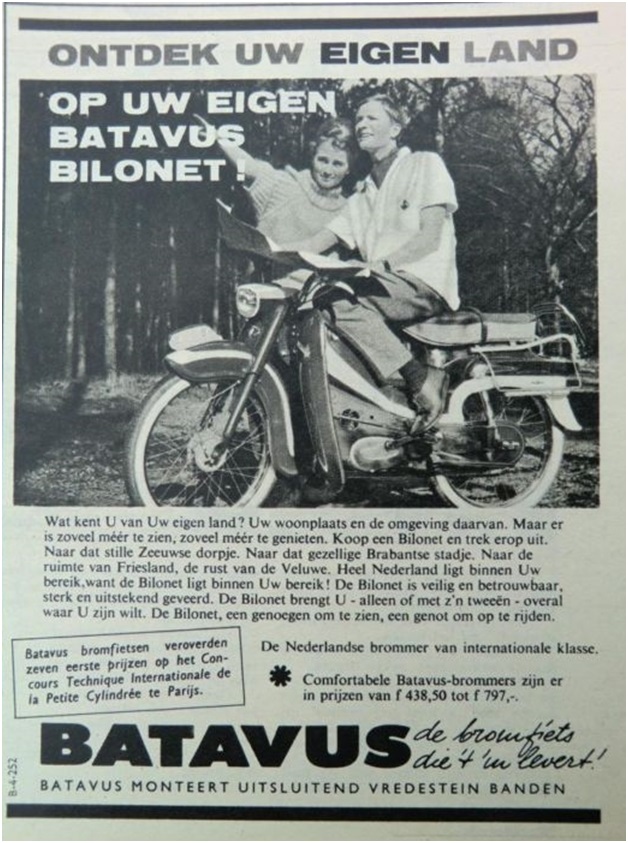 ONTDEK UW EIGEN LAND
OP UW EIGEN
BATAVUS
BILONET!
Wat kent U van Uw eigen land? Uw woonplaats en de omgeving daarvan. Maar er
is zoveel méér te zien, zoveel méér te genieten. Koop een Bilonet en trek erop uit.
Naar dat stille Zeeuwse dorpje. Naar dat gezellige Brabantse stadje. Naar de
ruimte van Friesland, de rust van de Veluwe. Heel Nederland ligt binnen Uw
bereik,want de Bilonet ligt binnen Uw bereik! De Bilonet is veilig en betrouwbaar,
sterk en uitstekend geveerd. De Bilonet brengt U - alleen of met z'n tweeën - overal
waar U zijn wilt. De Bilonet, een genoegen om te zien, een genot om op te rijden.
Batavus bromfietsen veroverden
zeven eerste prijzen op het Con-
cours Technique Internationale de
la Petite Cylindrée te Parijs.
De Nederlandse brommer van internationale klasse.
✱ Comfortabele Batavus-brommers zijn er
in prijzen van f 438,50 tot f 797,-.
BATAVUS de bromfiets
die 't 'm levert!
BATAVUS MONTEERT UITSLUITEND VREDESTEIN BANDEN
B-4-252